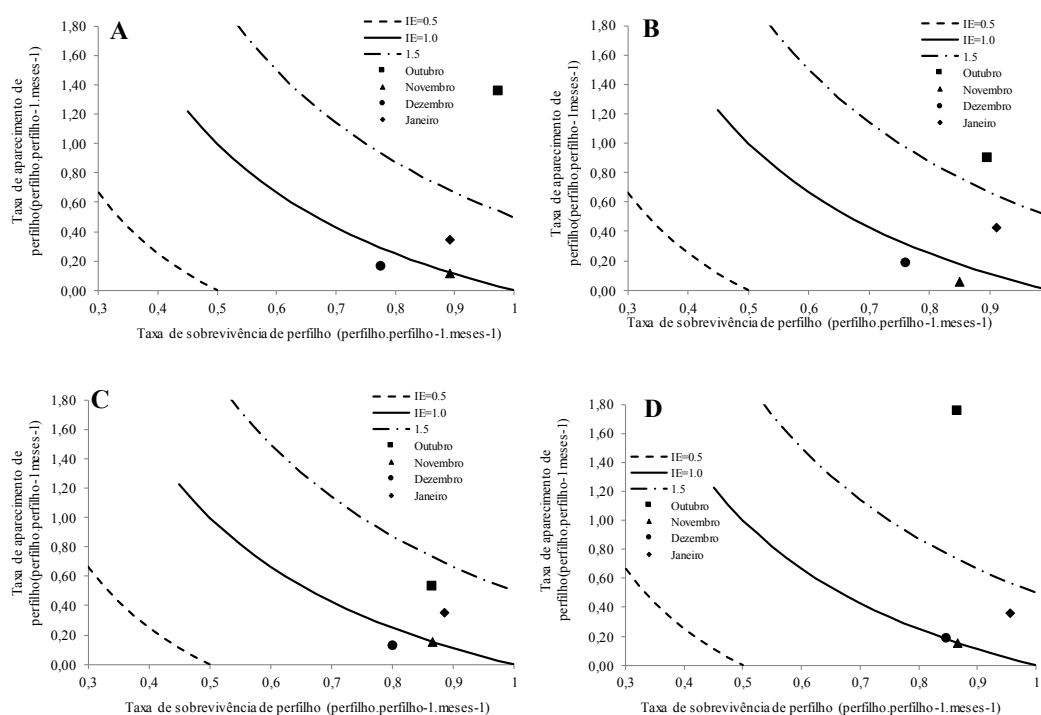 A
1,80
1,60
1,40
1,20
1,00
0,80
0,60
0,40
0,20
0,00
0,3 0,4 0,5 0,6 0,7 0,8 0,9 1
Taxa de aparecimento de
perfilho(perfilho.perfilho-1.meses-1)
Taxa de sobrevivência de perfilho (perfilho.perfilho-1.meses-1)
IE=0.5
IE=1.0
1.5
Outubro
Novembro
Dezembro
Janeiro
B
1,80
1,60
1,40
1,20
1,00
0,80
0,60
0,40
0,20
0,00
0,3 0,4 0,5 0,6 0,7 0,8 0,9
Taxa de aparecimento de
perfilho(perfilho.perfilho-1meses-1)
Taxa de sobrevivência de perfilho (perfilho.perfilho-1.meses-1)
IE=0.5
IE=1.0
1.5
Outubro
Novembro
Dezembro
Janeiro
C
1,80
1,60
1,40
1,20
1,00
0,80
0,60
0,40
0,20
0,00
0,3 0,4 0,5 0,6 0,7 0,8 0,9 1
Taxa de aparecimento de
perfilho(perfilho.perfilho-1meses-1)
Taxa de sobrevivência de perfilho (perfilho.perfilho-1.meses-1)
IE=0.5
IE=1.0
1.5
Outubro
Novembro
Dezembro
Janeiro
D
1,80
1,60
1,40
1,20
1,00
0,80
0,60
0,40
0,20
0,00
0,3 0,4 0,5 0,6 0,7 0,8 0,9 1
Taxa de aparecimento de
perfilho(perfilho.perfilho-1meses-1)
Taxa de sobrevivência de perfilho (perfilho.perfilho-1.meses-1)
IE=0.5
IE=1.0
1.5
Outubro
Novembro
Dezembro
Janeiro